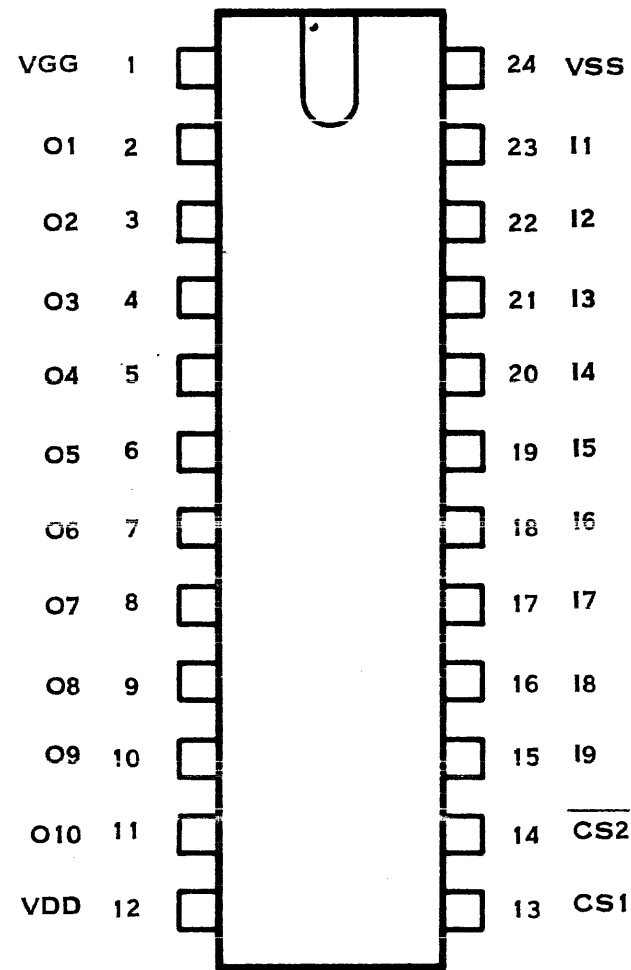 VGG 1 24 VSS
O1 2 23 I1
O2 3 22 I2
O3 4 21 I3
O4 5 20 I4
O5 6 19 I5
O6 7 18 I6
O7 8 17 I7
O8 9 16 I8
O9 10 15 I9
O10 11 14 C̅S̅2̅
VDD 12 13 CS1